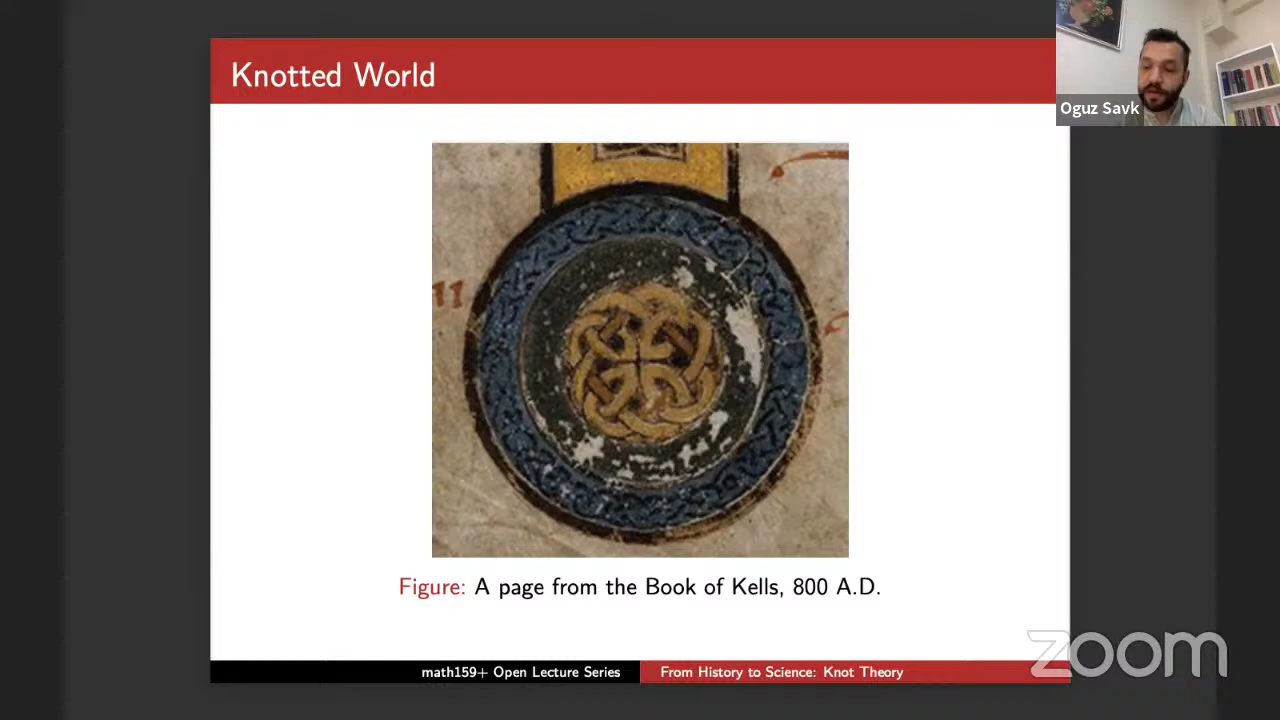 Knotted World
Oguz Savk
Figure: A page from the Book of Kells, 800 A.D.
math159+ Open Lecture Series
From History to Science: Knot Theory
zoom